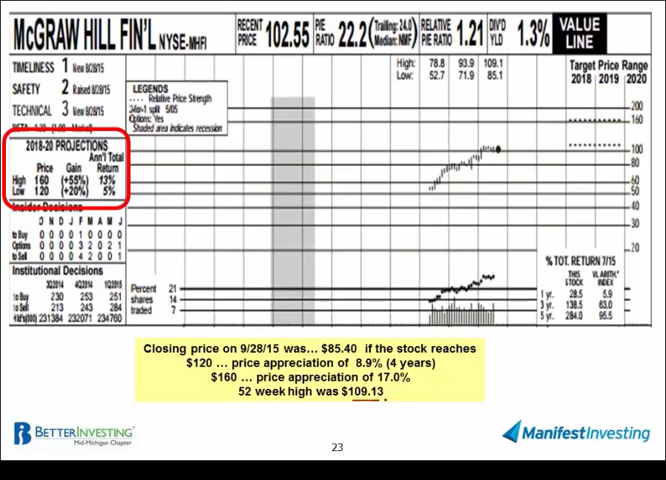 McGRAW HILL FIN'L NYSE-MHFI
RECENT PRICE 102.55
P/E RATIO 22.2 (Trailing: 24.0 Median: NMF)
RELATIVE P/E RATIO 1.21
DIV'D YLD 1.3%
VALUE LINE
TIMELINESS 1 New 8/28/15
SAFETY 2 Raised 8/28/15
TECHNICAL 3 New 8/28/15
High: 78.8 93.9 109.1
Low: 52.7 71.9 85.1
Target Price Range
2018 2019 2020
LEGENDS
.... Relative Price Strength
2-for-1 split 5/05
Options: Yes
Shaded area indicates recession
200
160
100
80
60
50
40
30
20
2018-20 PROJECTIONS
Ann'l Total
Price Gain Return
High 160 (+55%) 13%
Low 120 (+20%) 5%
Insider Decisions
O N D J F M A M J
to Buy 0 0 0 0 1 0 0 0 0
Options 0 0 0 0 3 2 0 2 1
to Sell 0 0 0 0 4 2 0 0 1
Institutional Decisions
3Q2014 4Q2014 1Q2015
to Buy 230 253 251
to Sell 213 243 284
Hld's(000) 231384 232071 234760
Percent 21
shares 14
traded 7
% TOT. RETURN 7/15
THIS STOCK VL ARITH.* INDEX
1 yr. 28.5 5.9
3 yr. 138.5 63.0
5 yr. 284.0 95.5
Closing price on 9/28/15 was... $85.40 if the stock reaches
$120 ... price appreciation of 8.9% (4 years)
$160 ... price appreciation of 17.0%
52 week high was $109.13
BETTERINVESTING™
Mid-Michigan Chapter
23
ManifestInvesting